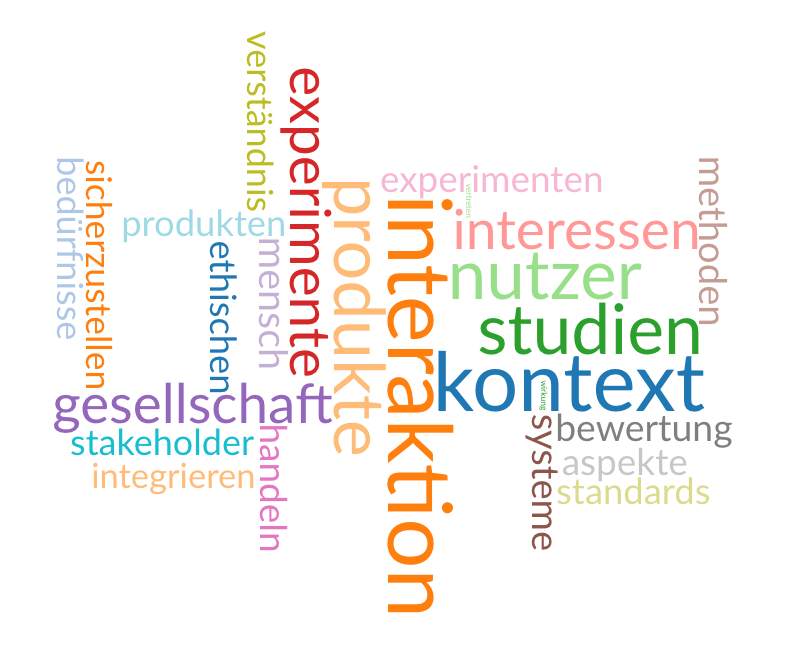 verständnis
experimente
bedürfnisse
sicherzustellen
experimenten
methoden
produkte
vertreten
interaktion
produkten
interessen
mensch
ethischen
nutzer
studien
kontext
wirkung
gesellschaft
systeme
bewertung
stakeholder
handeln
aspekte
integrieren
standards